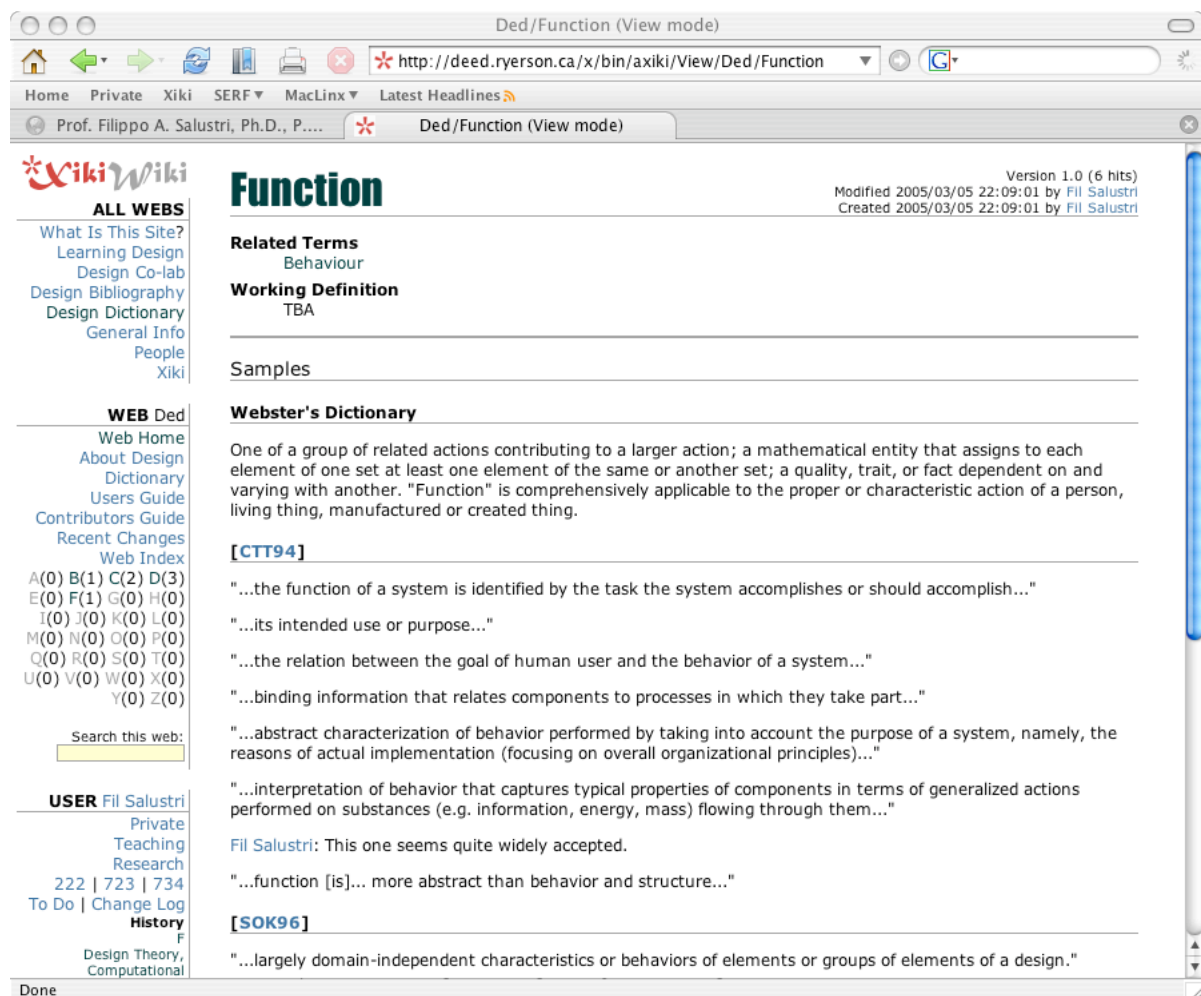 Ded/Function (View mode)
http://deed.ryerson.ca/x/bin/axiki/View/Ded/Function
G
Home Private Xiki SERF MacLinx Latest Headlines
Prof. Filippo A. Salustri, Ph.D., P....
Ded/Function (View mode)
XikiWiki
ALL WEBS
What Is This Site?
Learning Design
Design Co-lab
Design Bibliography
Design Dictionary
General Info
People
Xiki
WEB Ded
Web Home
About Design
Dictionary
Users Guide
Contributors Guide
Recent Changes
Web Index
A(0) B(1) C(2) D(3)
E(0) F(1) G(0) H(0)
I(0) J(0) K(0) L(0)
M(0) N(0) O(0) P(0)
Q(0) R(0) S(0) T(0)
U(0) V(0) W(0) X(0)
Y(0) Z(0)
Search this web:
USER Fil Salustri
Private
Teaching
Research
222 | 723 | 734
To Do | Change Log
History
F
Design Theory,
Computational
Function
Version 1.0 (6 hits)
Modified 2005/03/05 22:09:01 by Fil Salustri
Created 2005/03/05 22:09:01 by Fil Salustri
Related Terms
Behaviour
Working Definition
TBA
Samples
Webster's Dictionary
One of a group of related actions contributing to a larger action; a mathematical entity that assigns to each
element of one set at least one element of the same or another set; a quality, trait, or fact dependent on and
varying with another. "Function" is comprehensively applicable to the proper or characteristic action of a person,
living thing, manufactured or created thing.
[CTT94]
"...the function of a system is identified by the task the system accomplishes or should accomplish..."
"...its intended use or purpose..."
"...the relation between the goal of human user and the behavior of a system..."
"...binding information that relates components to processes in which they take part..."
"...abstract characterization of behavior performed by taking into account the purpose of a system, namely, the
reasons of actual implementation (focusing on overall organizational principles)..."
"...interpretation of behavior that captures typical properties of components in terms of generalized actions
performed on substances (e.g. information, energy, mass) flowing through them..."
Fil Salustri: This one seems quite widely accepted.
"...function [is]... more abstract than behavior and structure..."
[SOK96]
"...largely domain-independent characteristics or behaviors of elements or groups of elements of a design."
Done